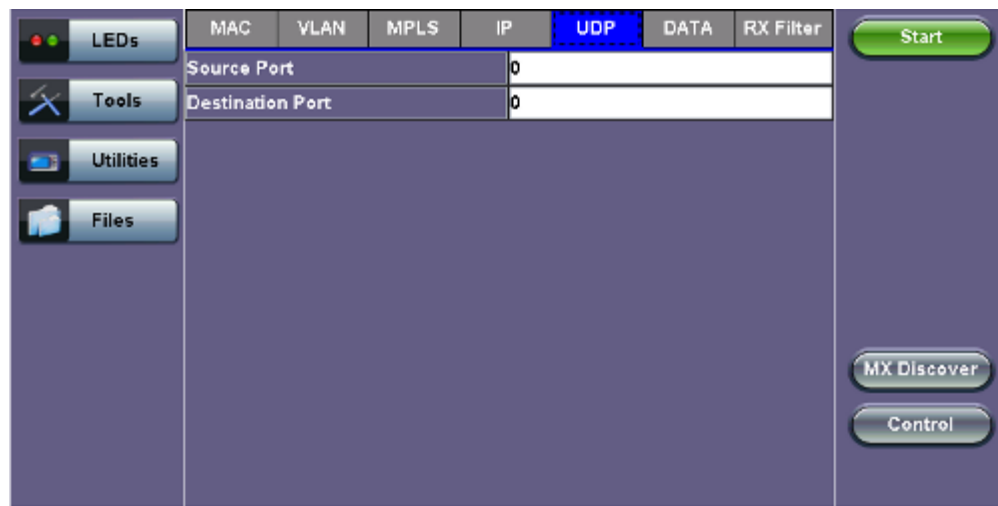 LEDs
MAC VLAN MPLS IP UDP DATA RX Filter
Start
Source Port 0
Destination Port 0
Tools
Utilities
Files
MX Discover
Control